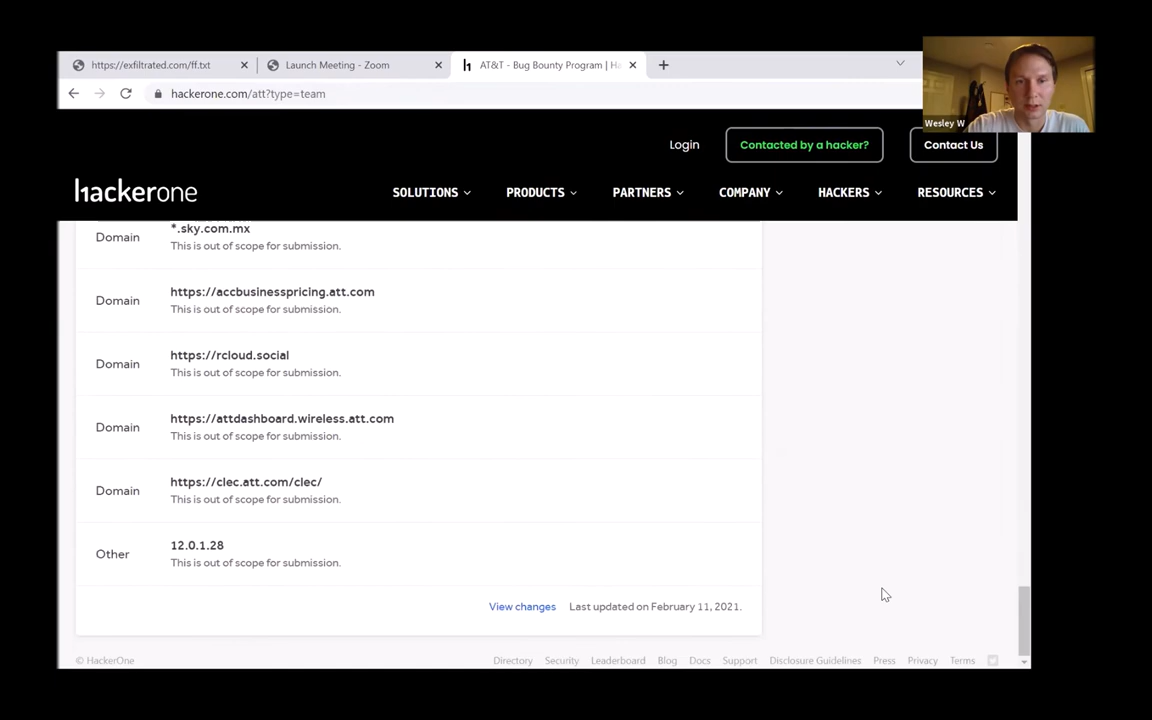 https://exfiltrated.com/ff.txt
Launch Meeting - Zoom
AT&T - Bug Bounty Program | Ha
hackerone.com/att?type=team
Wesley W
Login
Contacted by a hacker?
Contact Us
hackerone
SOLUTIONS
PRODUCTS
PARTNERS
COMPANY
HACKERS
RESOURCES
Domain
*.sky.com.mx
This is out of scope for submission.
Domain
https://accbusinesspricing.att.com
This is out of scope for submission.
Domain
https://rcloud.social
This is out of scope for submission.
Domain
https://attdashboard.wireless.att.com
This is out of scope for submission.
Domain
https://clec.att.com/clec/
This is out of scope for submission.
Other
12.0.1.28
This is out of scope for submission.
View changes
Last updated on February 11, 2021.
© HackerOne
Directory
Security
Leaderboard
Blog
Docs
Support
Disclosure Guidelines
Press
Privacy
Terms